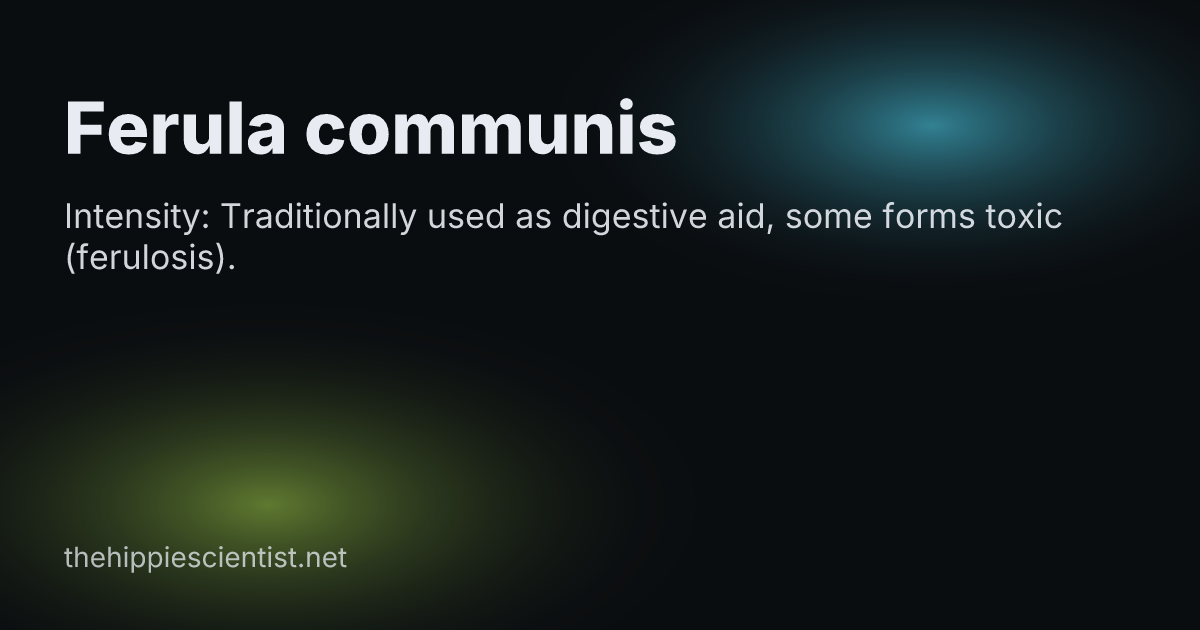 Ferula communis
Intensity: Traditionally used as digestive aid, some forms toxic
(ferulosis).
thehippiescientist.net